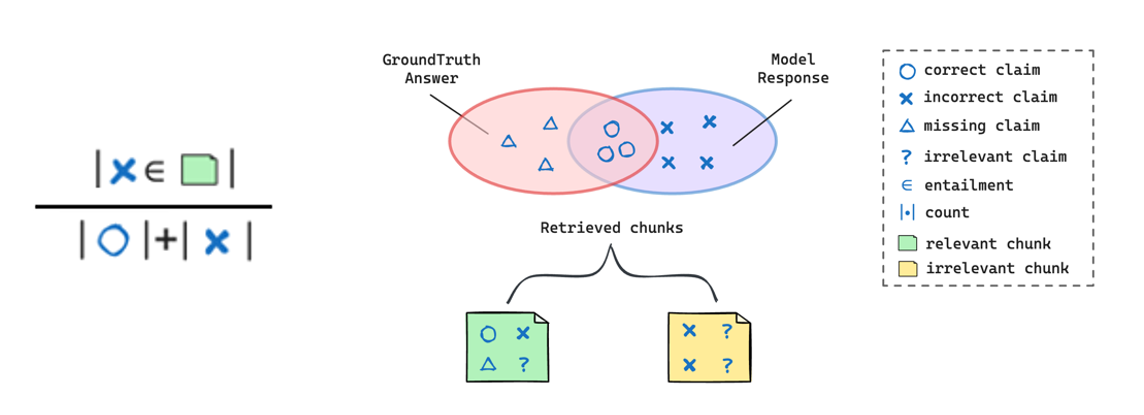 |✖∈ |
|○|+|✖|
GroundTruth
Answer
Model
Response
Retrieved chunks
? 
?
?
○ correct claim
✖ incorrect claim
△ missing claim
? irrelevant claim
∈ entailment
|•| count
relevant chunk
irrelevant chunk